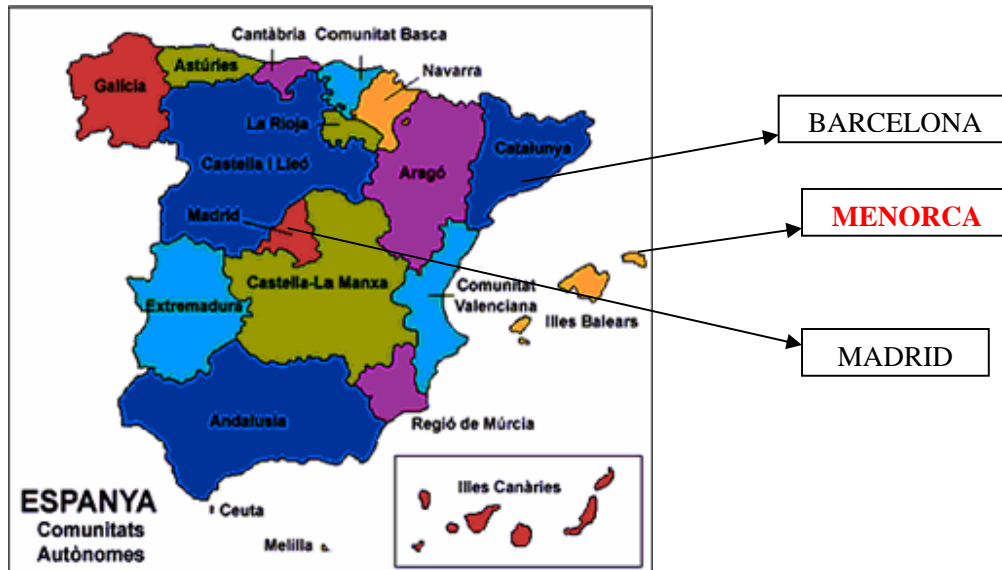 Cantàbria
Comunitat Basca
Astúries
Navarra
Galícia
La Rioja
BARCELONA
Catalunya
Castella i Lleó
Aragó
Madrid
MENORCA
Castella-La Manxa
Comunitat
Valenciana
Extremadura
Illes Balears
MADRID
Andalusia
Regió de Múrcia
Illes Canàries
ESPANYA
Comunitats
Autònomes
Ceuta
Melilla